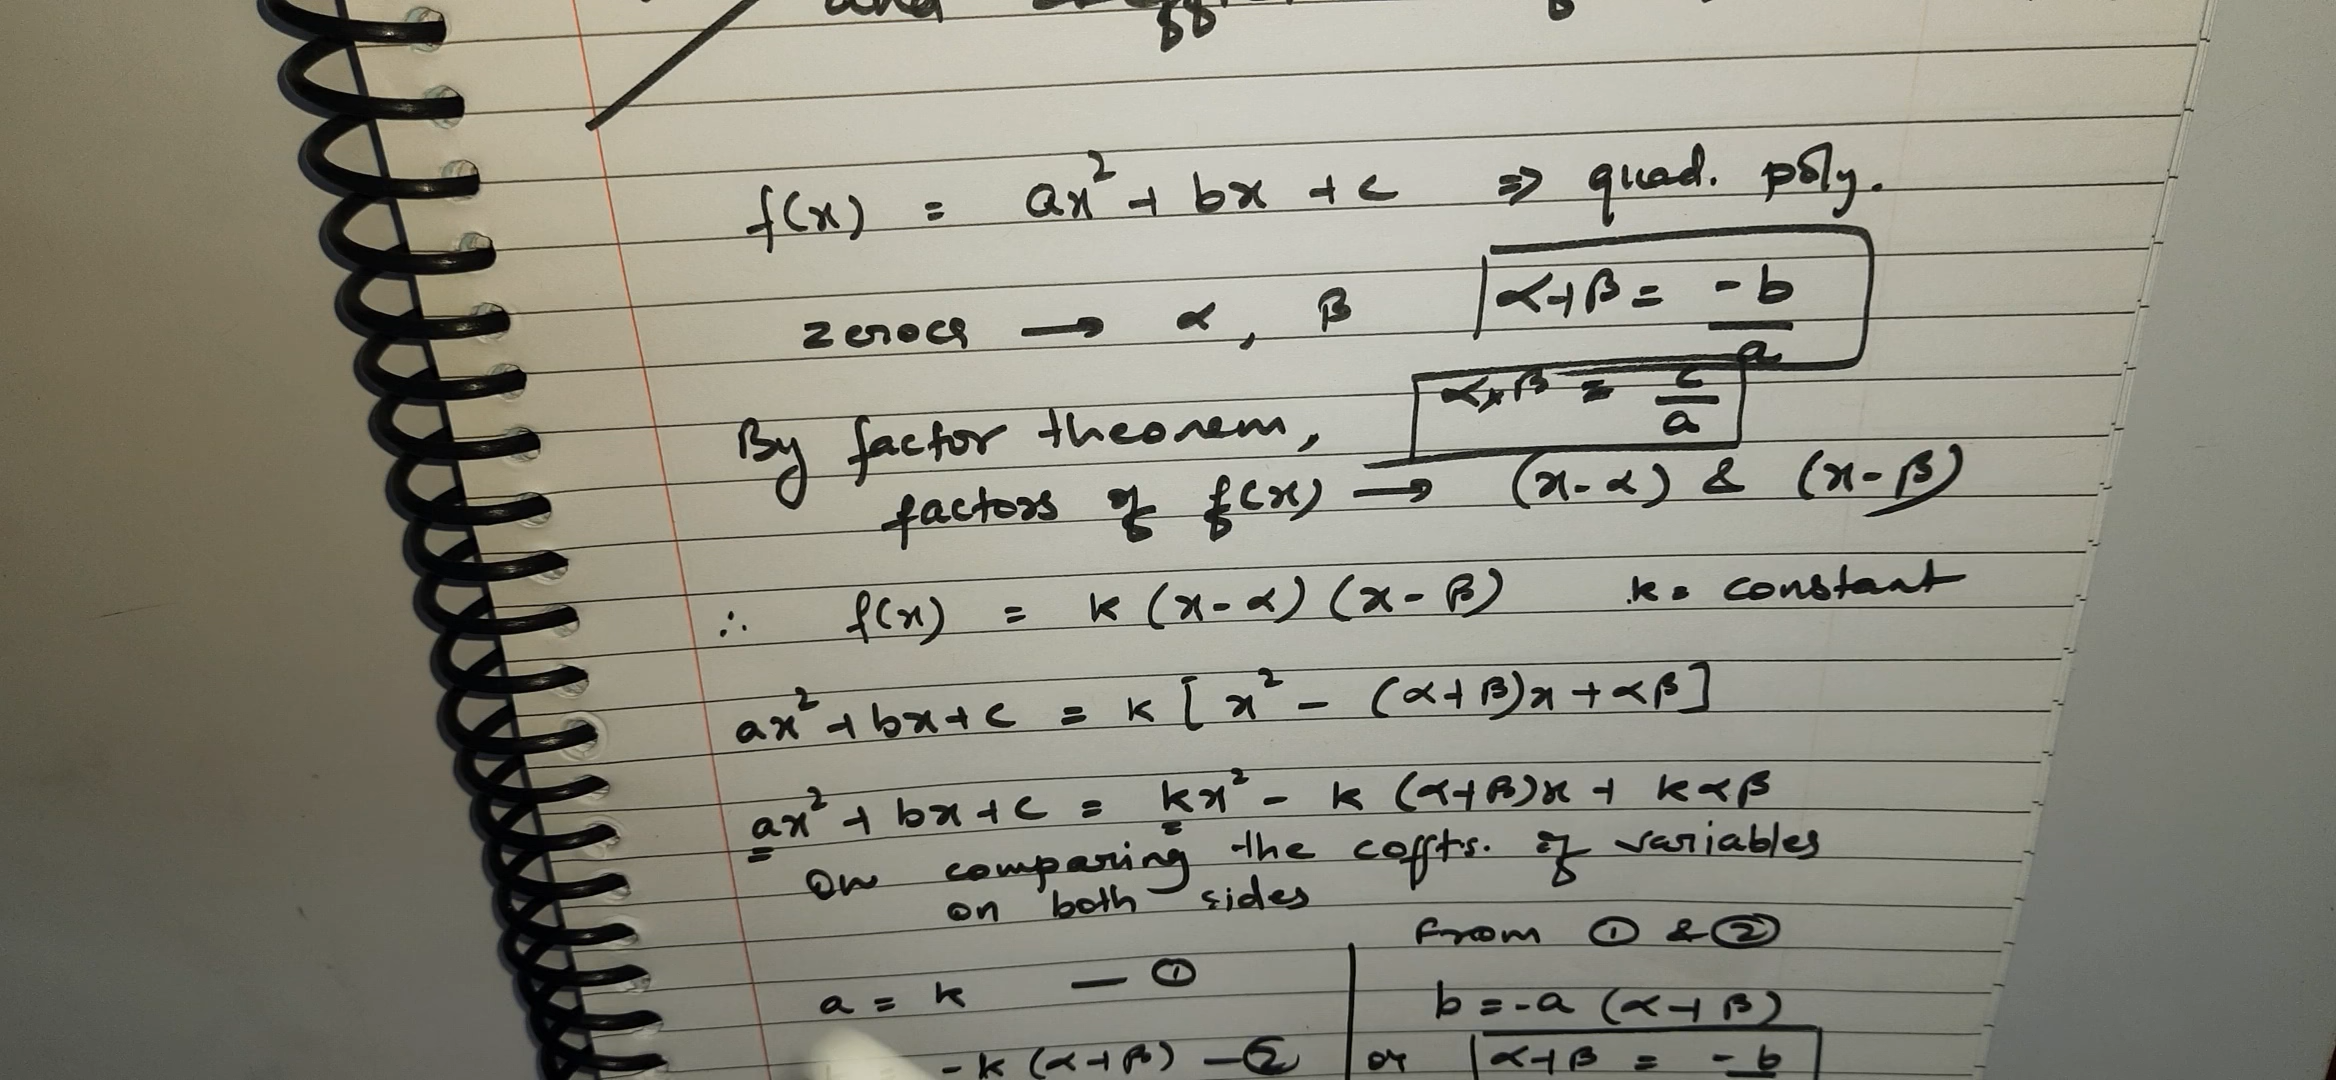 and
f(x) = ax² + bx + c ⇒ quad. poly.
zeroes → α, β
α+β = -b/a
α×β = c/a
By factor theorem,
factors of f(x) → (x-α) & (x-β)
∴ f(x) = k (x-α) (x-β) k = constant
ax² + bx + c = k [x² - (α+β)x + αβ]
ax² + bx + c = kx² - k (α+β)x + kαβ
On comparing the coffts. of variables
on both sides
a = k — ①
- k (α+β) — ②
From ① & ②
b = -a (α+β)
or α+β = -b